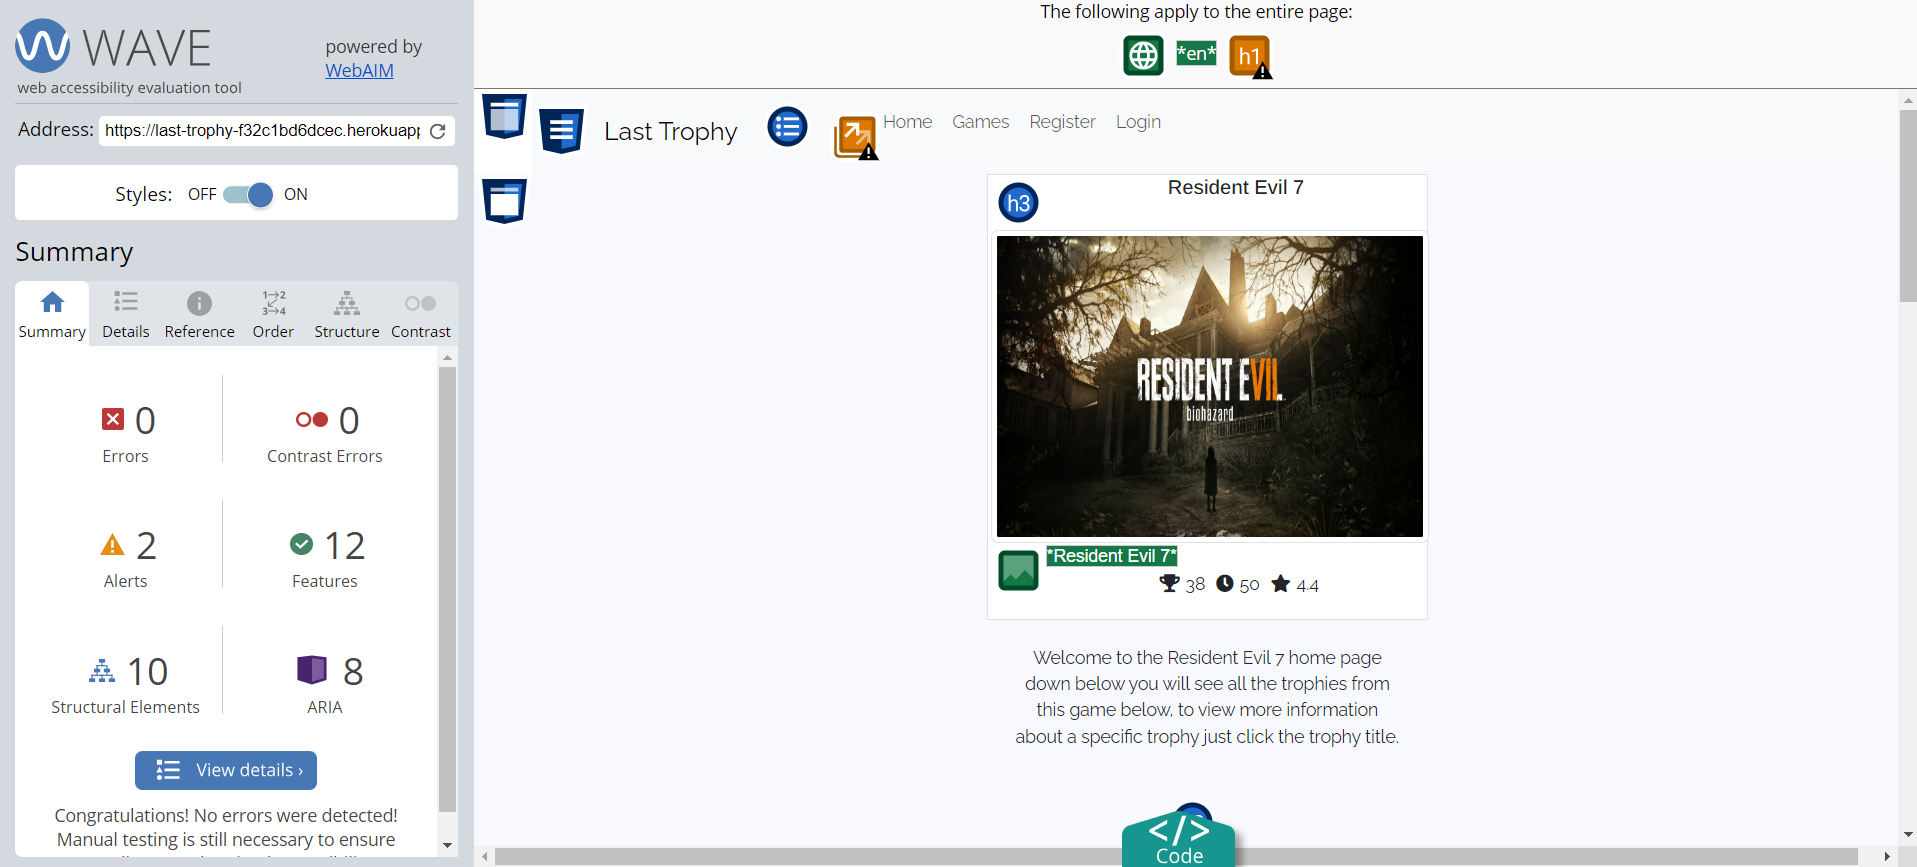 WAVE
powered by
WebAIM
web accessibility evaluation tool
Address: https://last-trophy-f32c1bd6dcec.herokuapp
Styles: OFF ON
Summary
Summary Details Reference Order Structure Contrast
1 2
3 4
0
Errors
0
Contrast Errors
2
Alerts
12
Features
10
Structural Elements
8
ARIA
View details ›
Congratulations! No errors were detected!
Manual testing is still necessary to ensure
The following apply to the entire page:
*en* h1
Last Trophy Home Games Register Login
h3 Resident Evil 7
RESIDENT EVII.
biohazard
*Resident Evil 7*
38 50 4.4
Welcome to the Resident Evil 7 home page
down below you will see all the trophies from
this game below, to view more information
about a specific trophy just click the trophy title.
</> 
Code